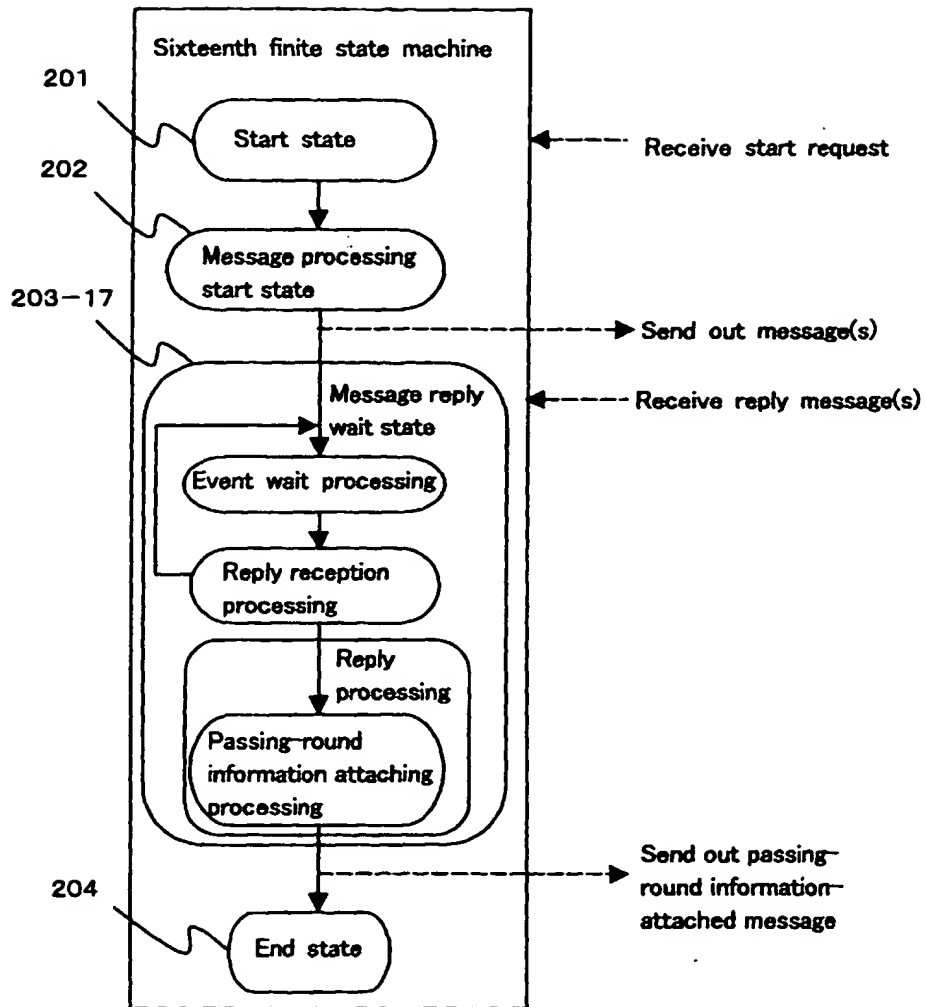 Sixteenth finite state machine
201
Start state
Receive start request
202
Message processing
start state
203-17
Send out message(s)
Message reply
wait state
Receive reply message(s)
Event wait processing
Reply reception
processing
Reply
processing
Passing-round
information attaching
processing
Send out passing-
round information-
attached message
204
End state